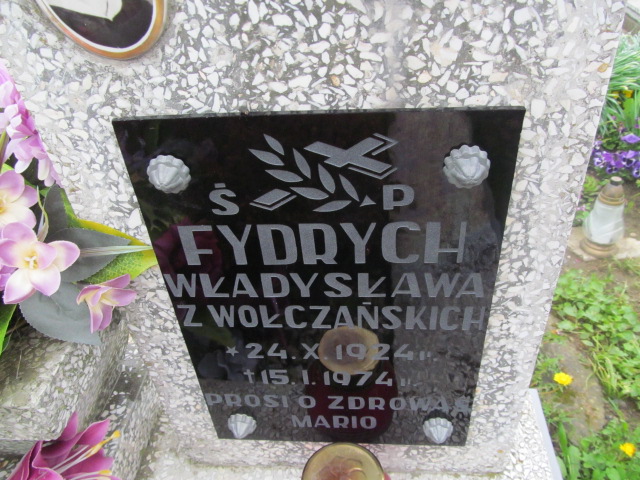 Ś P
FYDRYCH
WŁADYSŁAWA
Z WOŁCZAŃSKICH
* 24.X.1924 r.
† 15.I.1974 r.
PROSI O ZDROWAŚ
MARIO